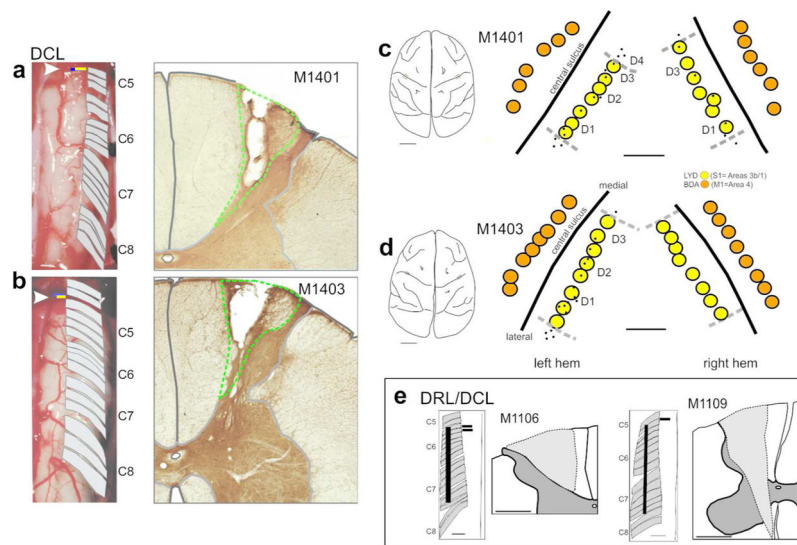 DCL
a
C5
C6
C7
C8
M1401
b
C5
C6
C7
C8
M1403
c M1401
central sulcus
D4
D3
D2
D1
D3
D1
LYD (S1= Areas 3b/1)
BDA (M1=Area 4)
d M1403
medial
central sulcus
D3
D2
D1
lateral
left hem
right hem
e DRL/DCL
C5
C6
C7
C8
M1106
C5
C6
C7
C8
M1109